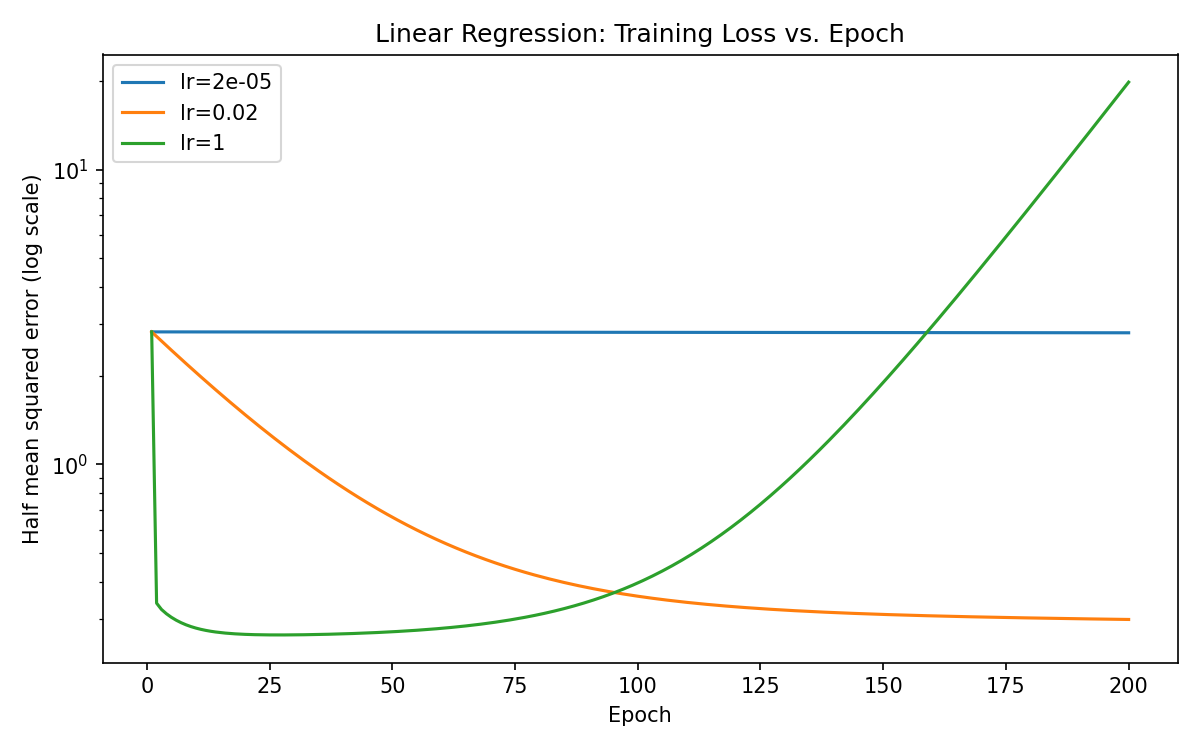 Linear Regression: Training Loss vs. Epoch
lr=2e-05
lr=0.02
lr=1
Half mean squared error (log scale)
10¹
10⁰
0 25 50 75 100 125 150 175 200
Epoch